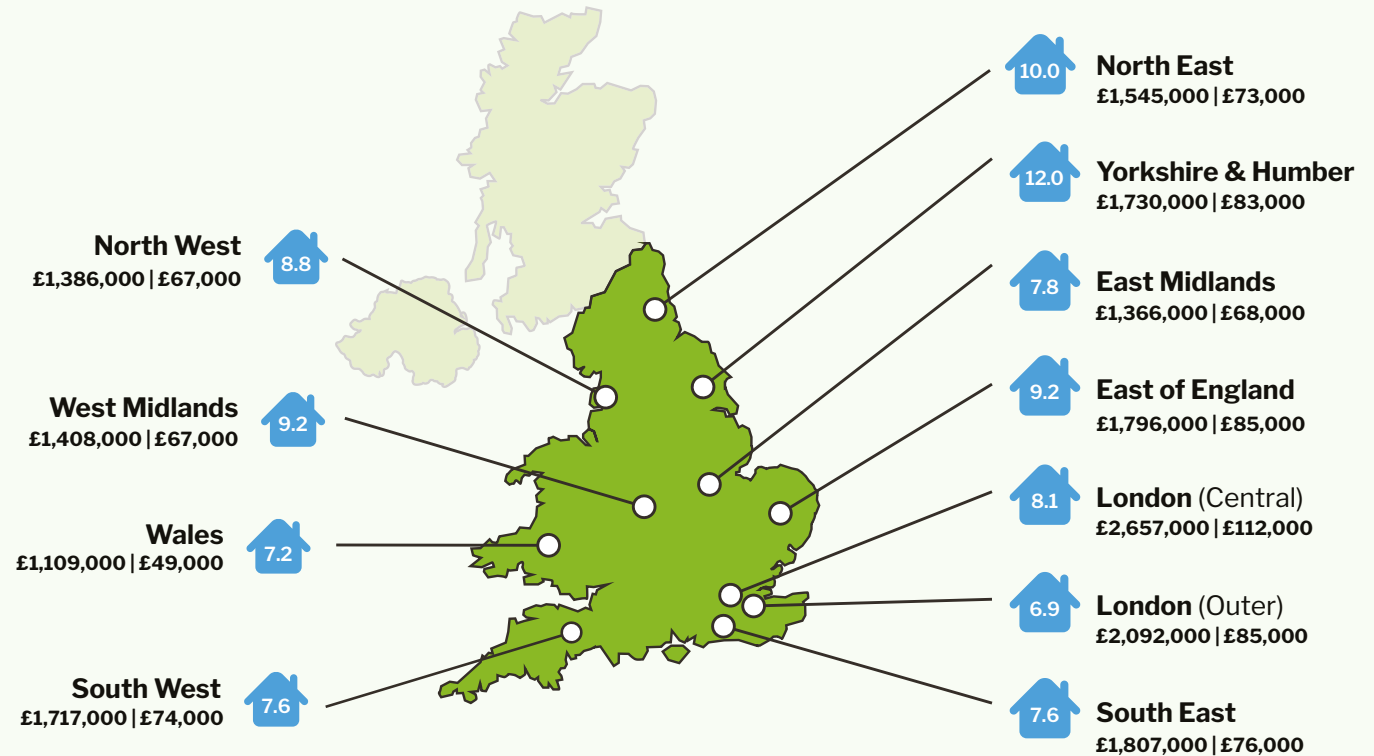 North West
8.8
£1,386,000 | £67,000
West Midlands
9.2
£1,408,000 | £67,000
Wales
7.2
£1,109,000 | £49,000
South West
7.6
£1,717,000 | £74,000
10.0
North East
£1,545,000 | £73,000
12.0
Yorkshire & Humber
£1,730,000 | £83,000
7.8
East Midlands
£1,366,000 | £68,000
9.2
East of England
£1,796,000 | £85,000
8.1
London (Central)
£2,657,000 | £112,000
6.9
London (Outer)
£2,092,000 | £85,000
7.6
South East
£1,807,000 | £76,000